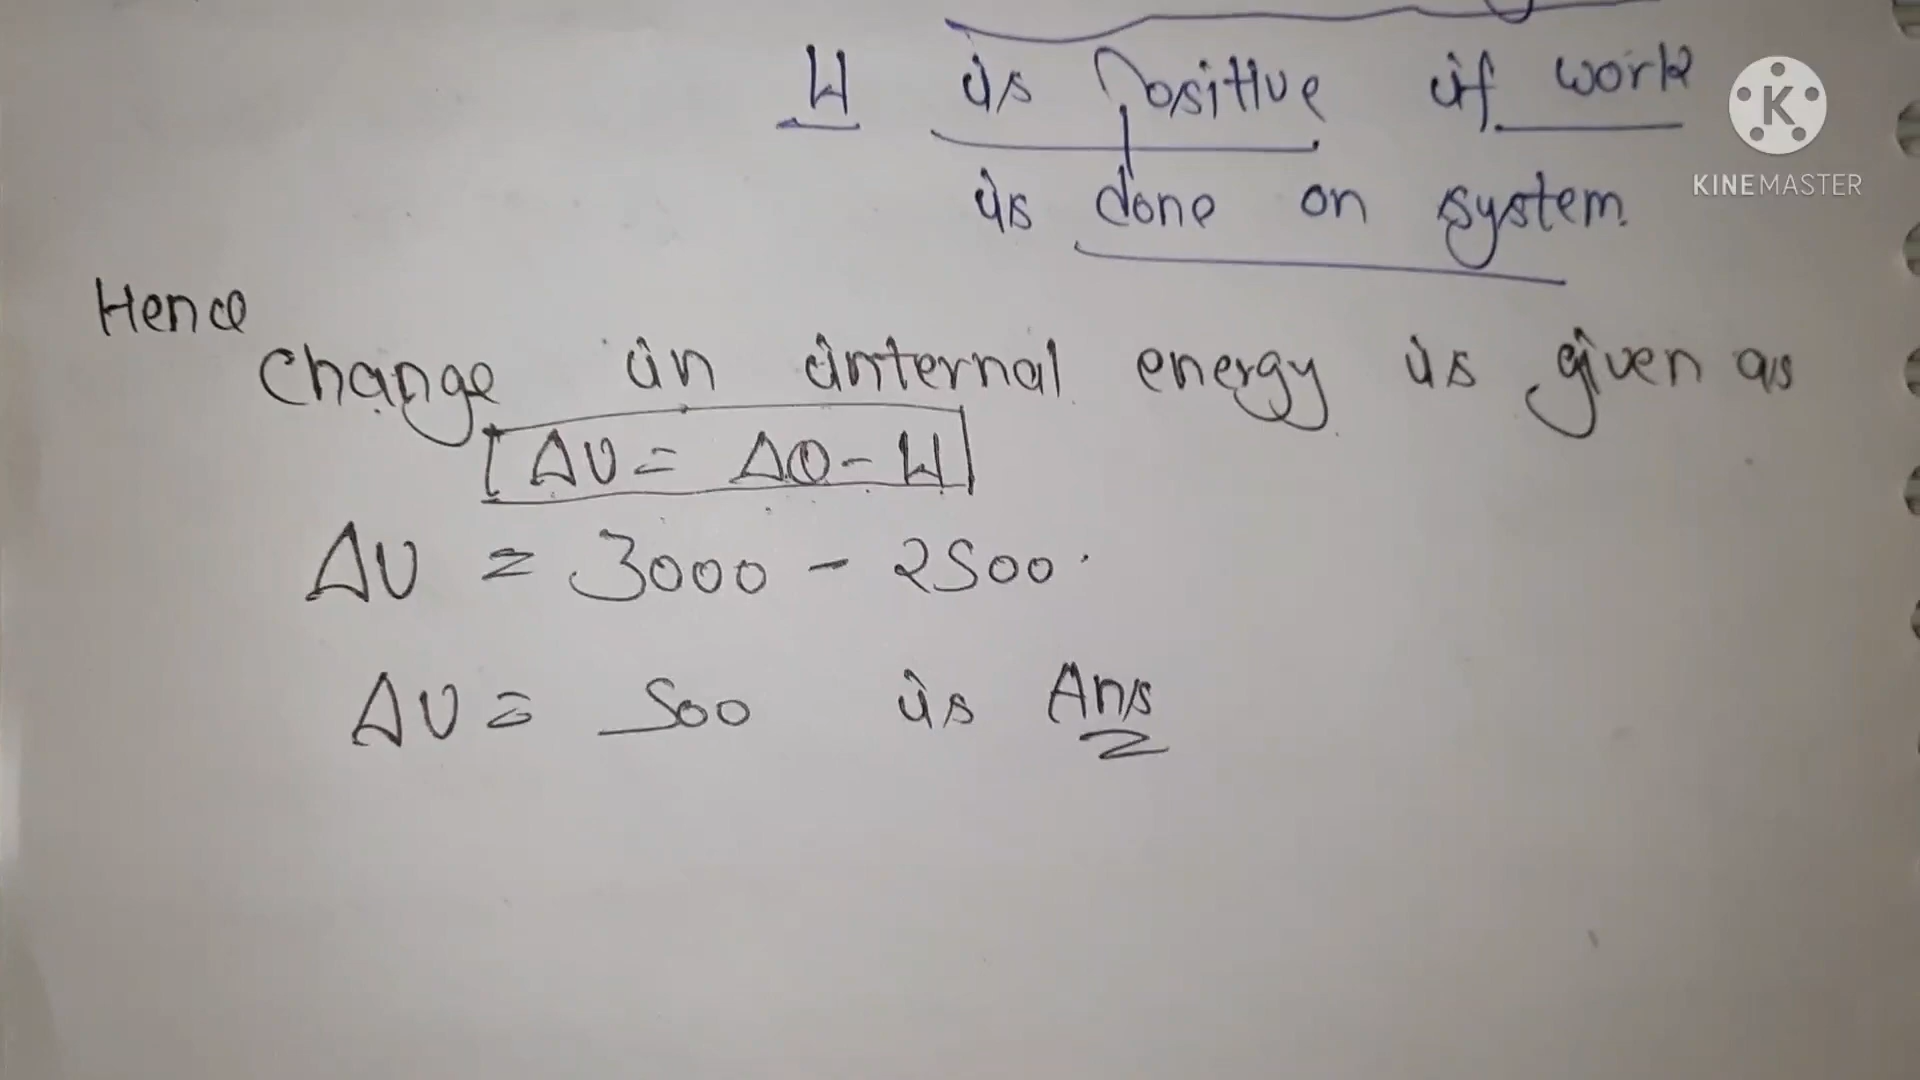 W is Positive if work
is done on system.
K
KINEMASTER
Hence
Change in internal energy is given as
[ΔU = ΔQ - W]
ΔU = 3000 - 2500.
ΔU = 500 is Ans